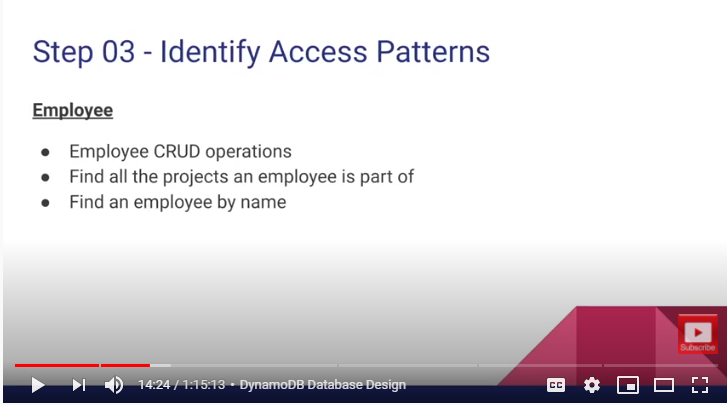 Step 03 - Identify Access Patterns
Employee
● Employee CRUD operations
● Find all the projects an employee is part of
● Find an employee by name
Subscribe
14:24 / 1:15:13 • DynamoDB Database Design
CC